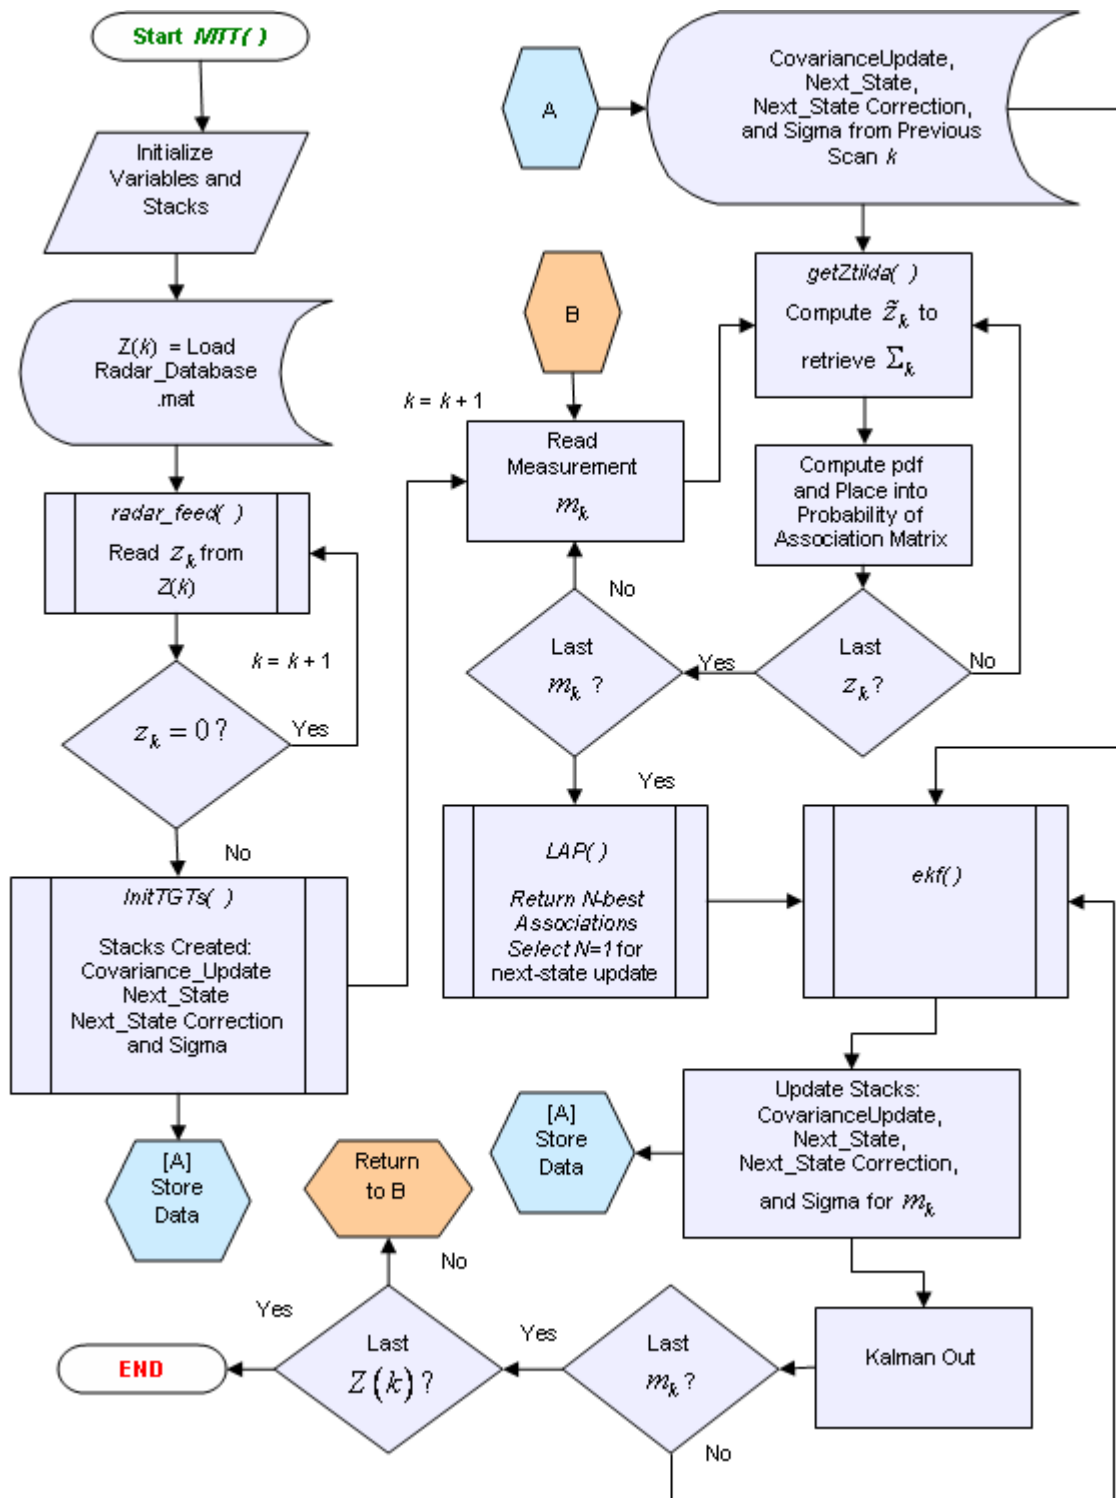 Start MTT( )
Initialize
Variables and
Stacks
Z(k) = Load
Radar_Database
.mat
radar_feed( )
Read z_k from
Z(k)
k = k + 1
z_k = 0 ?
Yes
No
InitTGTs( )
Stacks Created:
Covariance_Update
Next_State
Next_State Correction
and Sigma
[A]
Store
Data
A
CovarianceUpdate,
Next_State,
Next_State Correction,
and Sigma from Previous
Scan k
B
k = k + 1
Read
Measurement
m_k
getZtilda( )
Compute z̃_k to
retrieve Σ_k
Compute pdf
and Place into
Probability of
Association Matrix
No
Last
m_k ?
Yes
Last
z_k ?
No
Yes
LAP( )
Return N-best
Associations
Select N=1 for
next-state update
ekf( )
Update Stacks:
CovarianceUpdate,
Next_State,
Next_State Correction,
and Sigma for m_k
[A]
Store
Data
Return
to B
No
Yes
END
Last
Z(k) ?
Yes
Last
m_k ?
No
Kalman Out